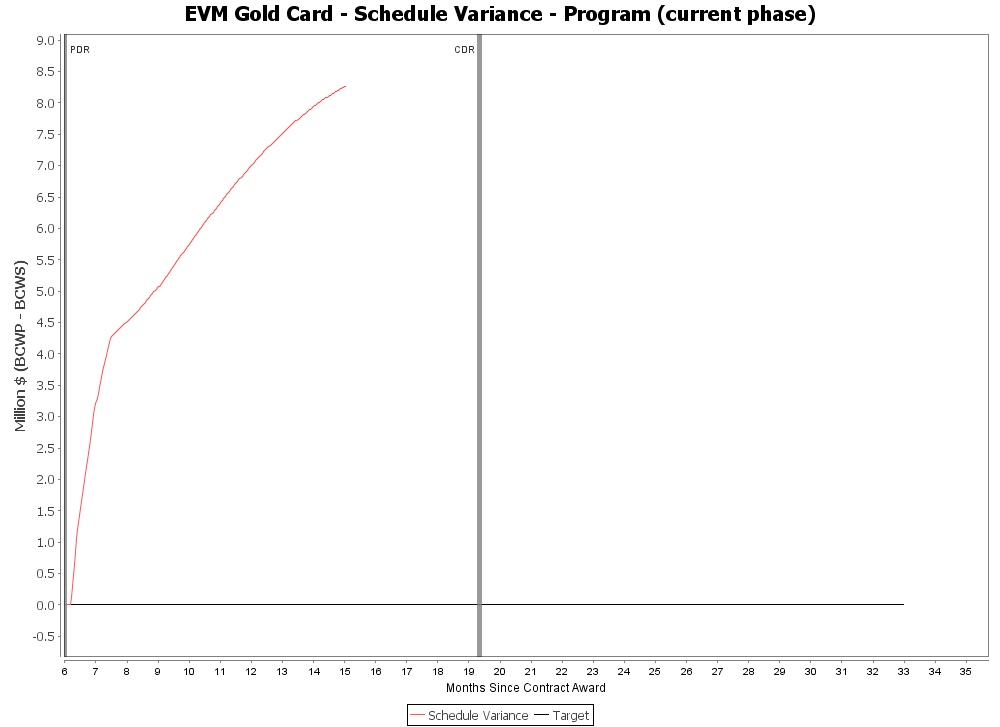 EVM Gold Card - Schedule Variance - Program (current phase)
9.0
8.5
8.0
7.5
7.0
6.5
6.0
5.5
5.0
4.5
4.0
3.5
3.0
2.5
2.0
1.5
1.0
0.5
0.0
-0.5
Million $ (BCWP - BCWS)
PDR
CDR
6 7 8 9 10 11 12 13 14 15 16 17 18 19 20 21 22 23 24 25 26 27 28 29 30 31 32 33 34 35
Months Since Contract Award
Schedule Variance Target